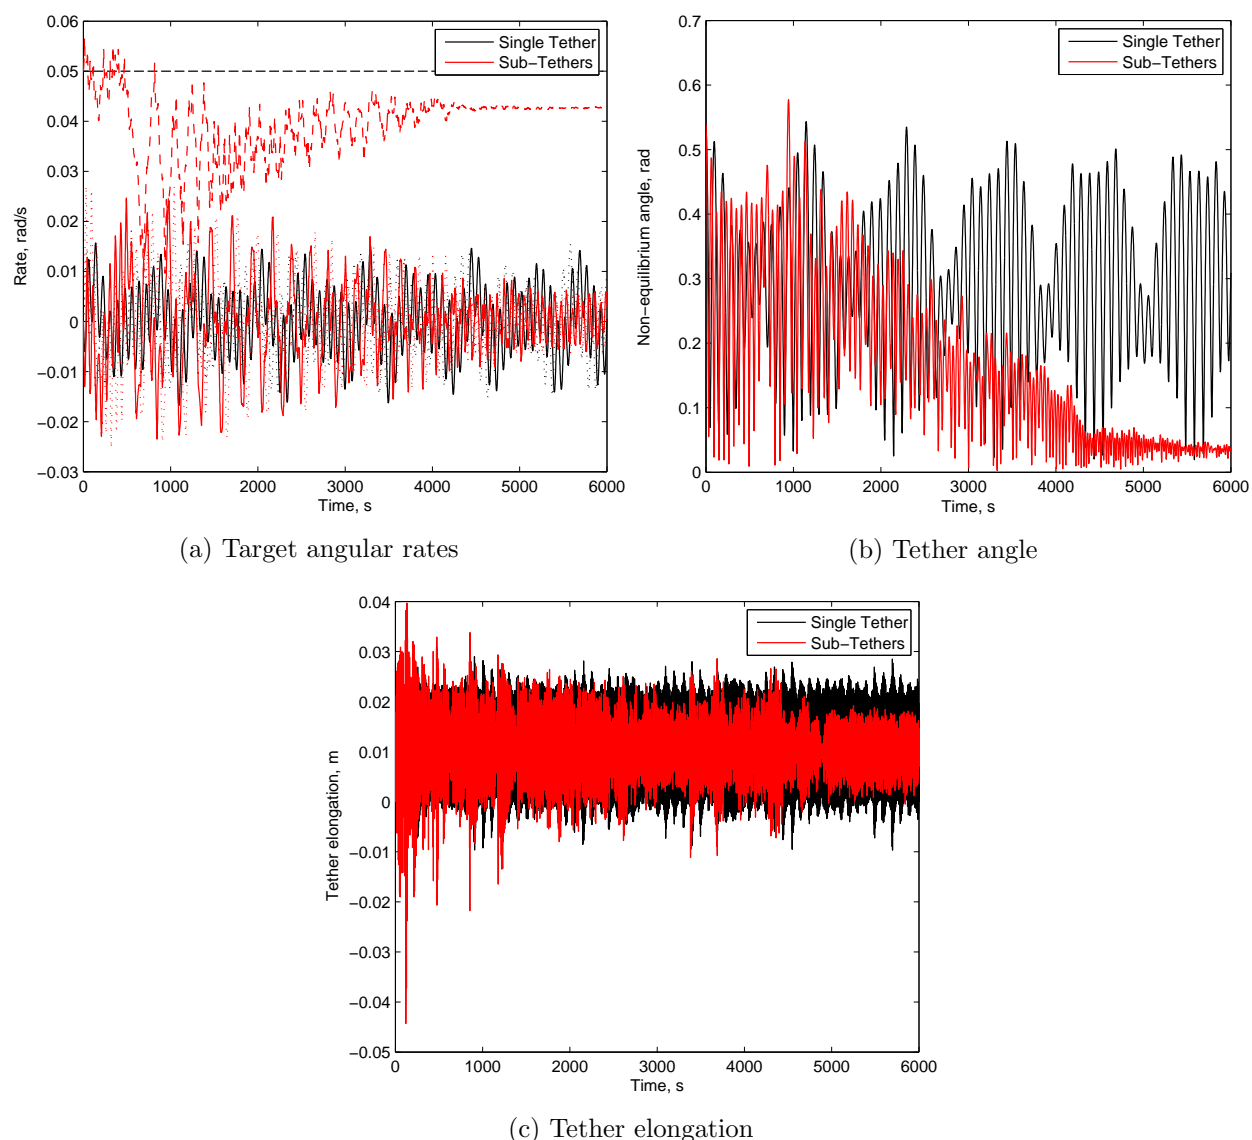 0.06
0.05
0.04
0.03
0.02
0.01
0
−0.01
−0.02
−0.03
Rate, rad/s
Single Tether
Sub−Tethers
0 1000 2000 3000 4000 5000 6000
Time, s
(a) Target angular rates
0.7
0.6
0.5
0.4
0.3
0.2
0.1
0
Non−equilibrium angle, rad
Single Tether
Sub−Tethers
0 1000 2000 3000 4000 5000 6000
Time, s
(b) Tether angle
0.04
0.03
0.02
0.01
0
−0.01
−0.02
−0.03
−0.04
−0.05
Tether elongation, m
Single Tether
Sub−Tethers
0 1000 2000 3000 4000 5000 6000
Time, s
(c) Tether elongation